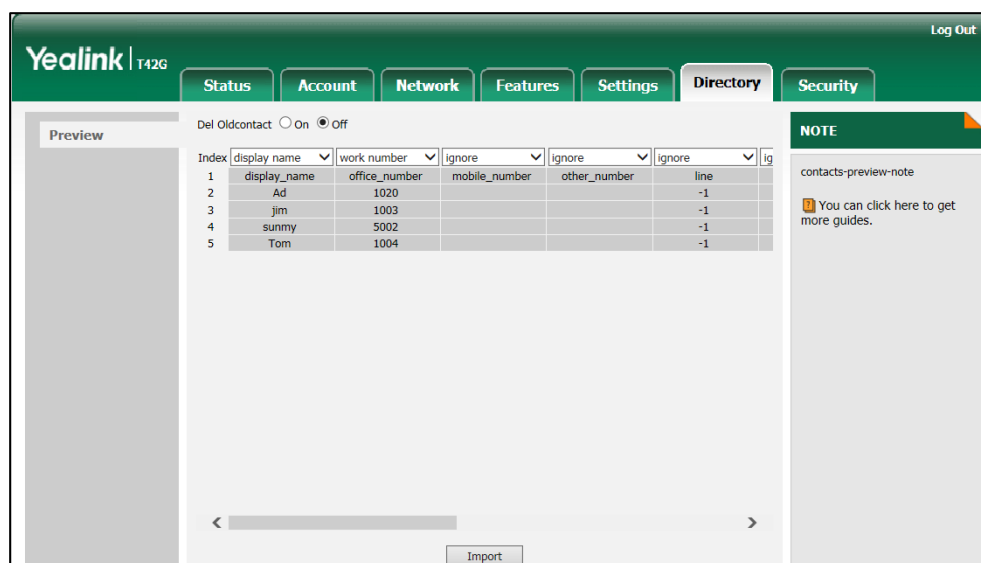 Log Out
Yealink T42G
Status Account Network Features Settings Directory Security
Preview
Del Oldcontact On Off
NOTE
Index display name work number ignore ignore ignore ig
1 display_name office_number mobile_number other_number line
2 Ad 1020 -1
3 jim 1003 -1
4 sunmy 5002 -1
5 Tom 1004 -1
contacts-preview-note
You can click here to get
more guides.
Import